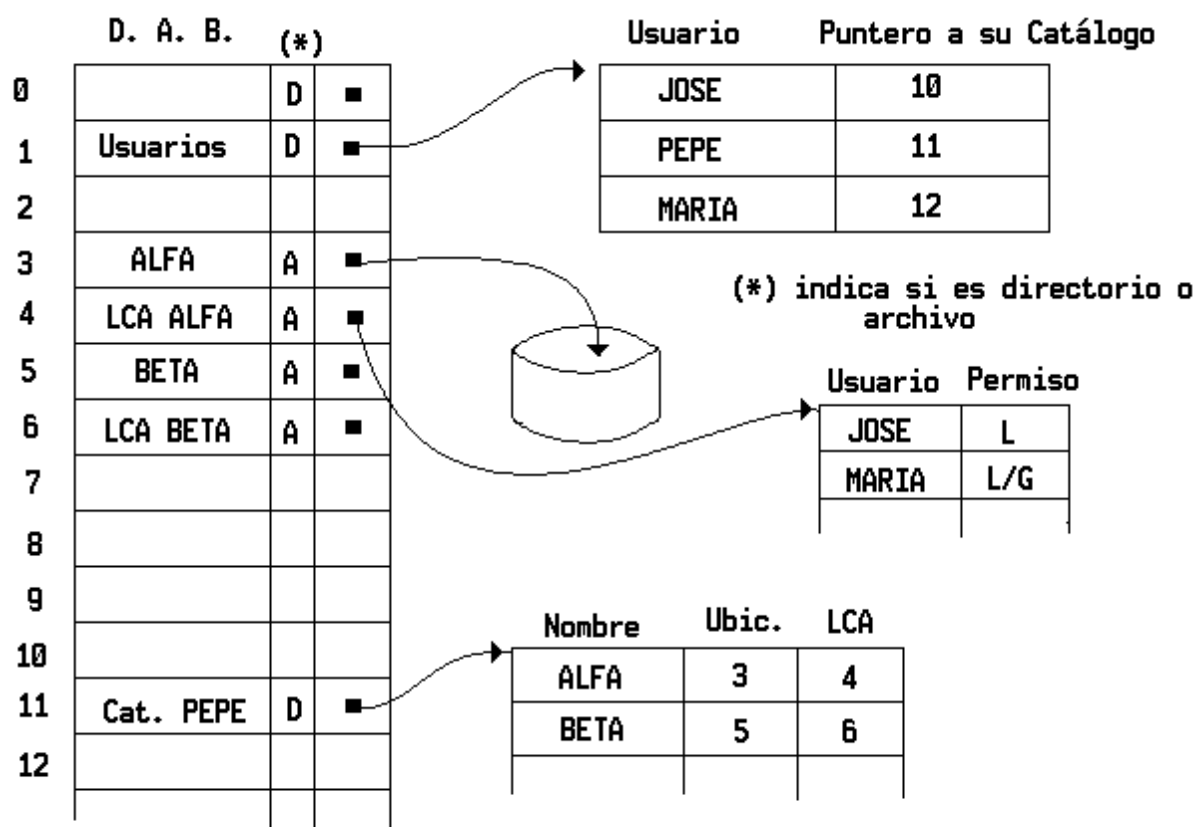 D. A. B. (*)
0 D
1 Usuarios D
2
3 ALFA A
4 LCA ALFA A
5 BETA A
6 LCA BETA A
7
8
9
10
11 Cat. PEPE D
12
Usuario Puntero a su Catálogo
JOSE 10
PEPE 11
MARIA 12
(*) indica si es directorio o
archivo
Usuario Permiso
JOSE L
MARIA L/G
Nombre Ubic. LCA
ALFA 3 4
BETA 5 6